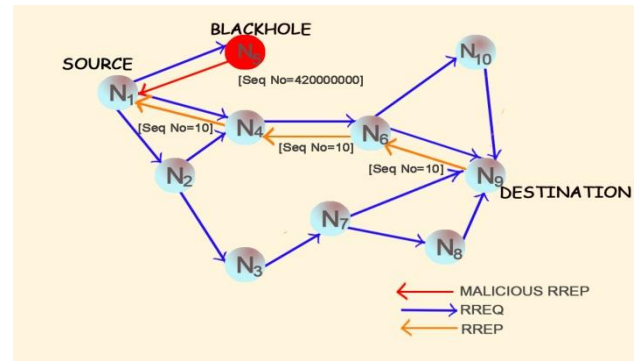 BLACKHOLE
SOURCE
N5
N10
[Seq No=420000000]
N1
[Seq No=10]
N4
N6
[Seq No=10]
[Seq No=10]
N2
N9
DESTINATION
N7
N8
N3
MALICIOUS RREP
RREQ
RREP